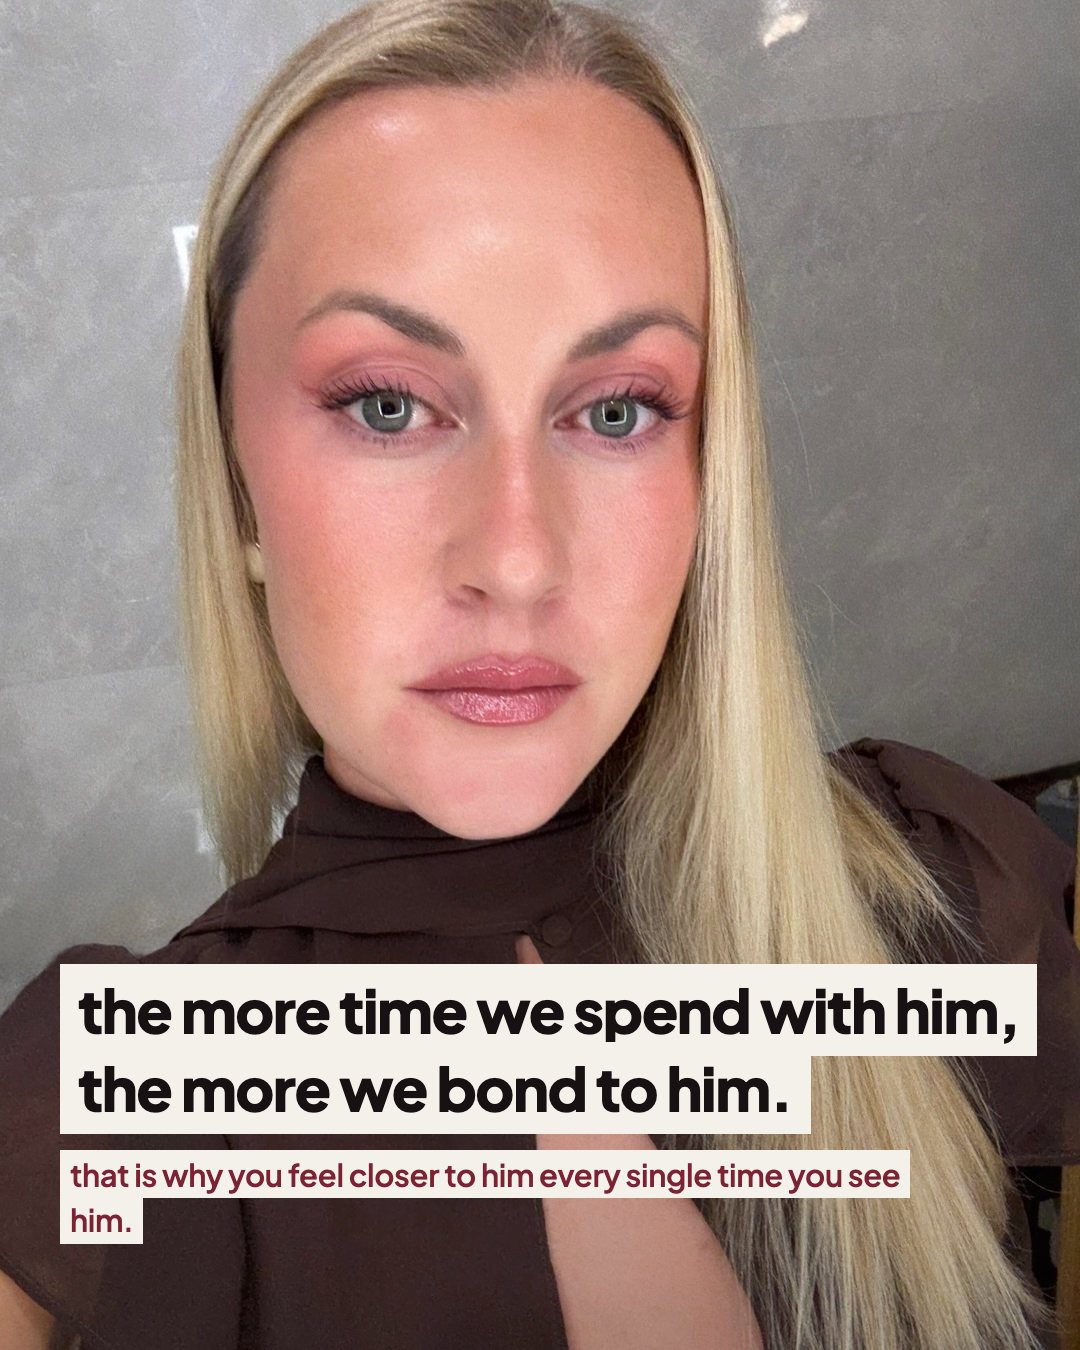 the more time we spend with him,
the more we bond to him.
that is why you feel closer to him every single time you see
him.